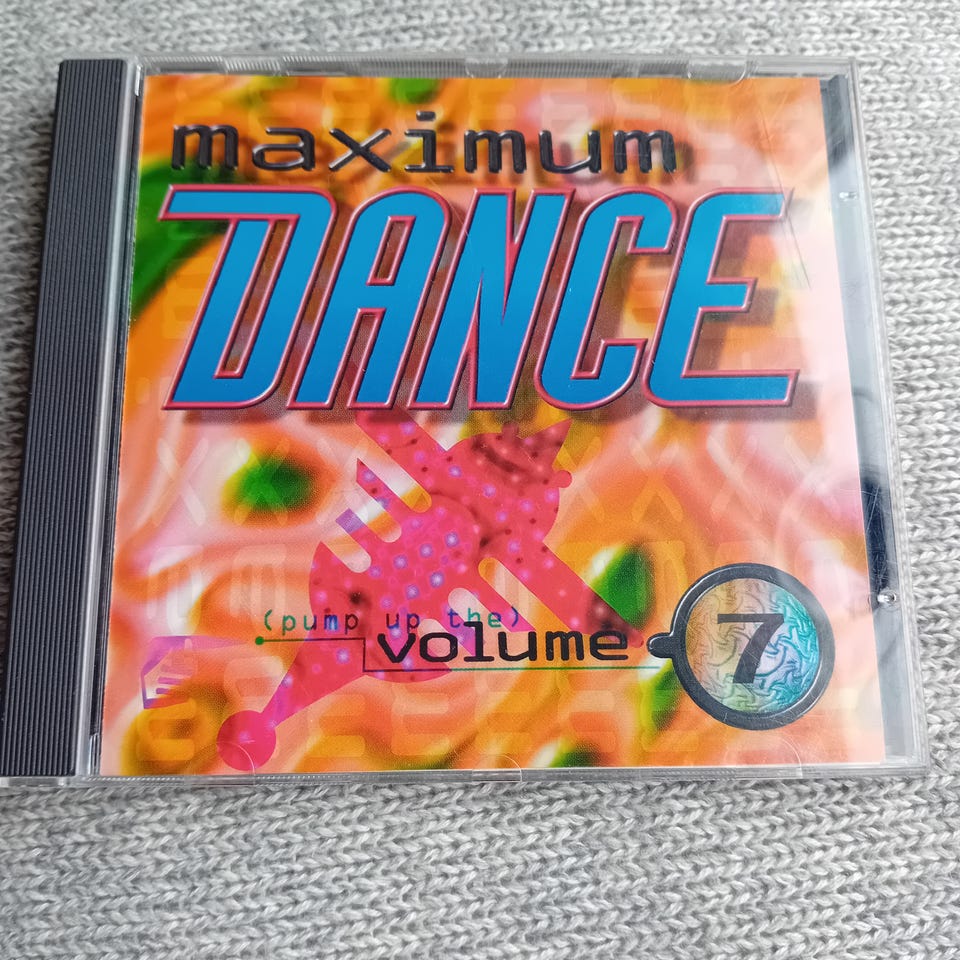 maximum
DANCE
(pump up the)
volume 7